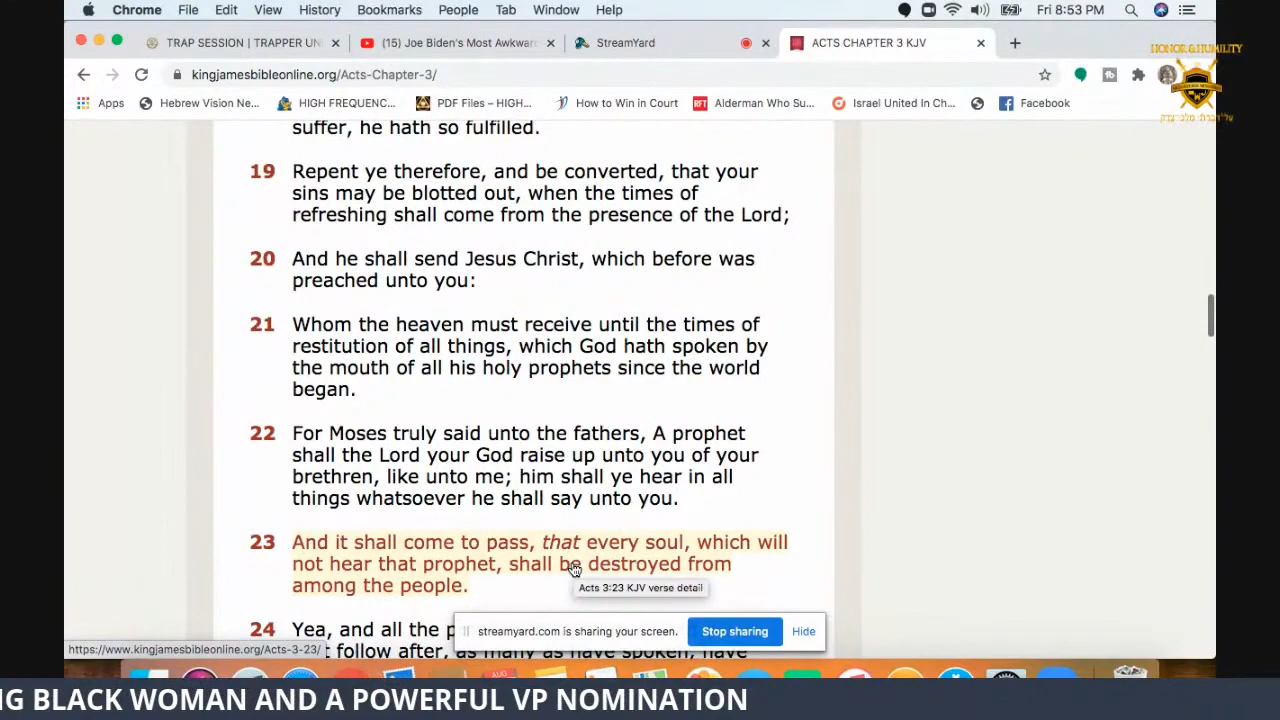 Chrome File Edit View History Bookmarks People Tab Window Help Fri 8:53 PM
TRAP SESSION | TRAPPER UN
(15) Joe Biden's Most Awkwar
StreamYard
ACTS CHAPTER 3 KJV
HONOR & HUMILITY
kingjamesbibleonline.org/Acts-Chapter-3/
Apps Hebrew Vision Ne... HIGH FREQUENC... PDF Files – HIGH... How to Win in Court Alderman Who Su... Israel United In Ch... Facebook
suffer, he hath so fulfilled.
19 Repent ye therefore, and be converted, that your
sins may be blotted out, when the times of
refreshing shall come from the presence of the Lord;
20 And he shall send Jesus Christ, which before was
preached unto you:
21 Whom the heaven must receive until the times of
restitution of all things, which God hath spoken by
the mouth of all his holy prophets since the world
began.
22 For Moses truly said unto the fathers, A prophet
shall the Lord your God raise up unto you of your
brethren, like unto me; him shall ye hear in all
things whatsoever he shall say unto you.
23 And it shall come to pass, that every soul, which will
not hear that prophet, shall be destroyed from
among the people.
Acts 3:23 KJV verse detail
24 Yea, and all the p
streamyard.com is sharing your screen. Stop sharing Hide
https://www.kingjamesbibleonline.org/Acts-3-23/
t follow after, as many as have spoken, have
AUG
NG BLACK WOMAN AND A POWERFUL VP NOMINATION